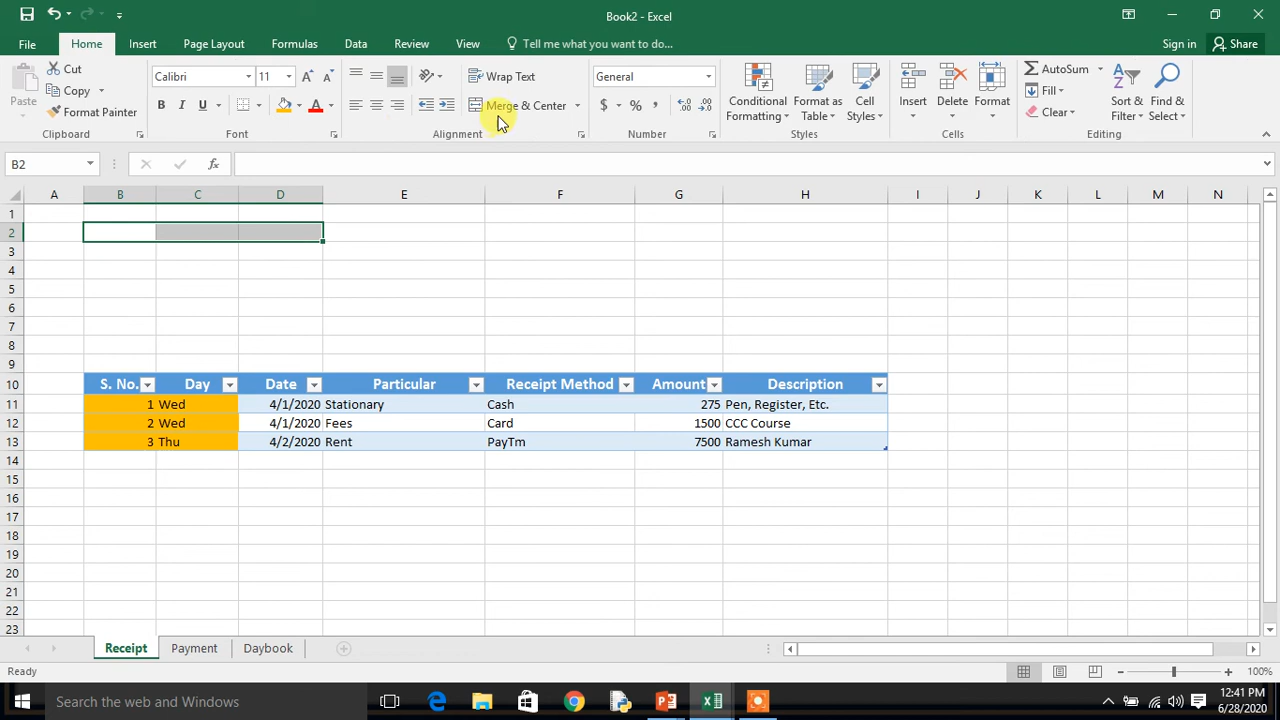 Book2 - Excel
File Home Insert Page Layout Formulas Data Review View Tell me what you want to do... Sign in Share
Paste Cut Copy Format Painter Clipboard
Calibri 11 B I U A A A Font
Wrap Text Merge & Center Alignment
General $ % , Number
Conditional Formatting Format as Table Cell Styles Styles
Insert Delete Format Cells
AutoSum Fill Clear Sort & Filter Find & Select Editing
B2 fx
A B C D E F G H I J K L M N
1
2
3
4
5
6
7
8
9
10 S. No. Day Date Particular Receipt Method Amount Description
11 1 Wed 4/1/2020 Stationary Cash 275 Pen, Register, Etc.
12 2 Wed 4/1/2020 Fees Card 1500 CCC Course
13 3 Thu 4/2/2020 Rent PayTm 7500 Ramesh Kumar
14
15
16
17
18
19
20
21
22
23
Receipt Payment Daybook
Ready 100%
Search the web and Windows 12:41 PM
6/28/2020